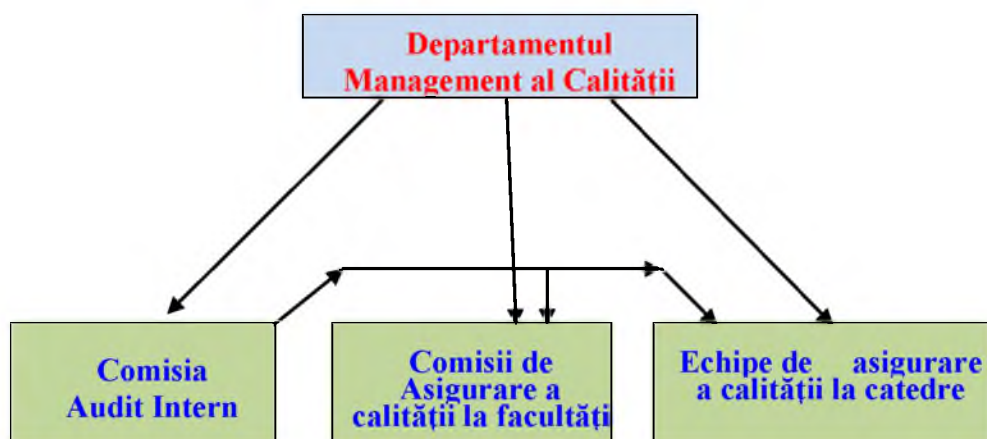 Departamentul
Management al Calității
Comisia
Audit Intern
Comisii de
Asigurare a
calității la facultăți
Echipe de asigurare
a calității la catedre